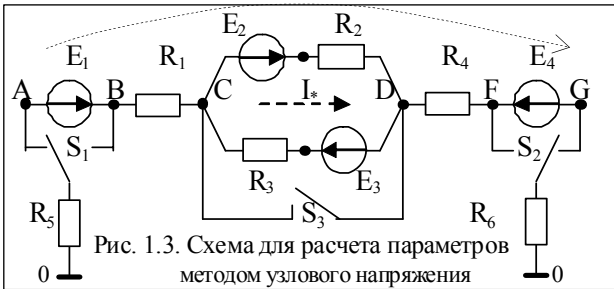 E₂ R₂
E₁ R₁ R₄ E₄
A B C I* D F G
S₁ S₂
R₃ E₃
R₅ S₃ R₆
Рис. 1.3. Схема для расчета параметров
0 методом узлового напряжения 0